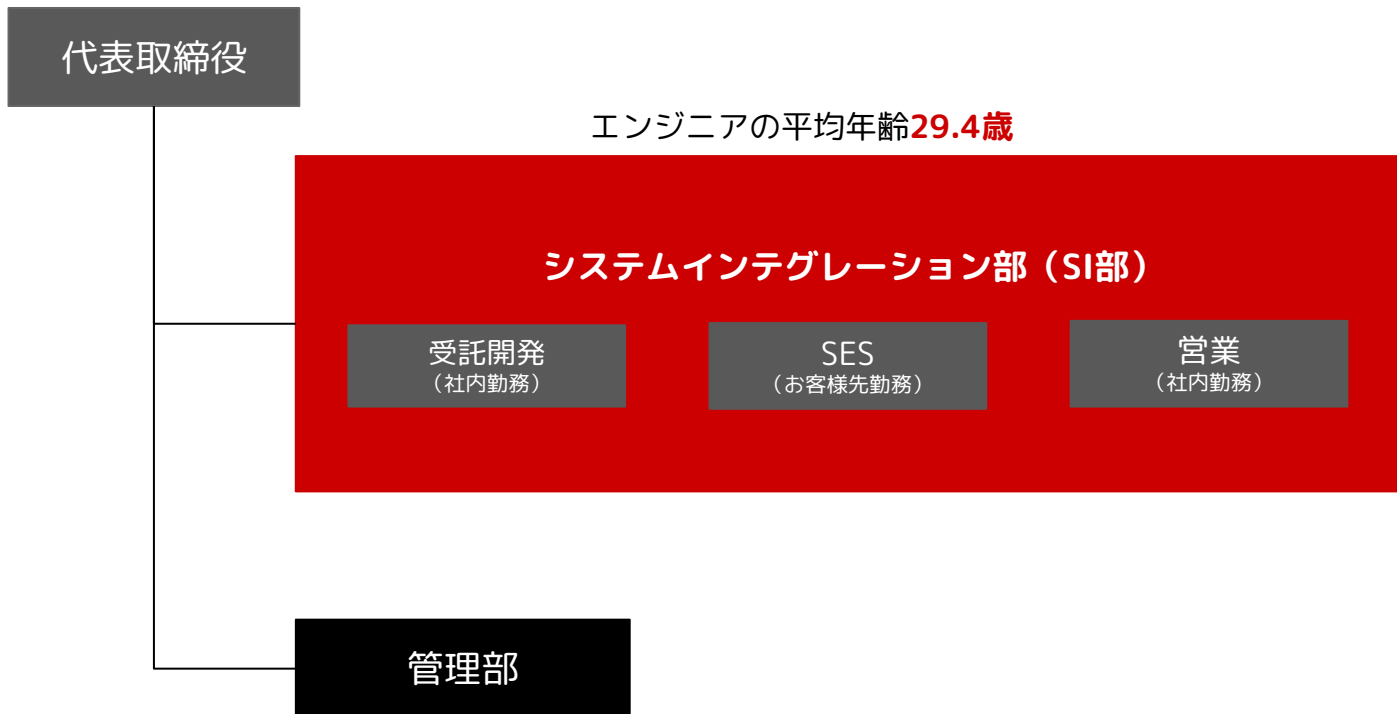 代表取締役
エンジニアの平均年齢29.4歳
システムインテグレーション部（SI部）
受託開発
（社内勤務）
SES
（お客様先勤務）
営業
（社内勤務）
管理部